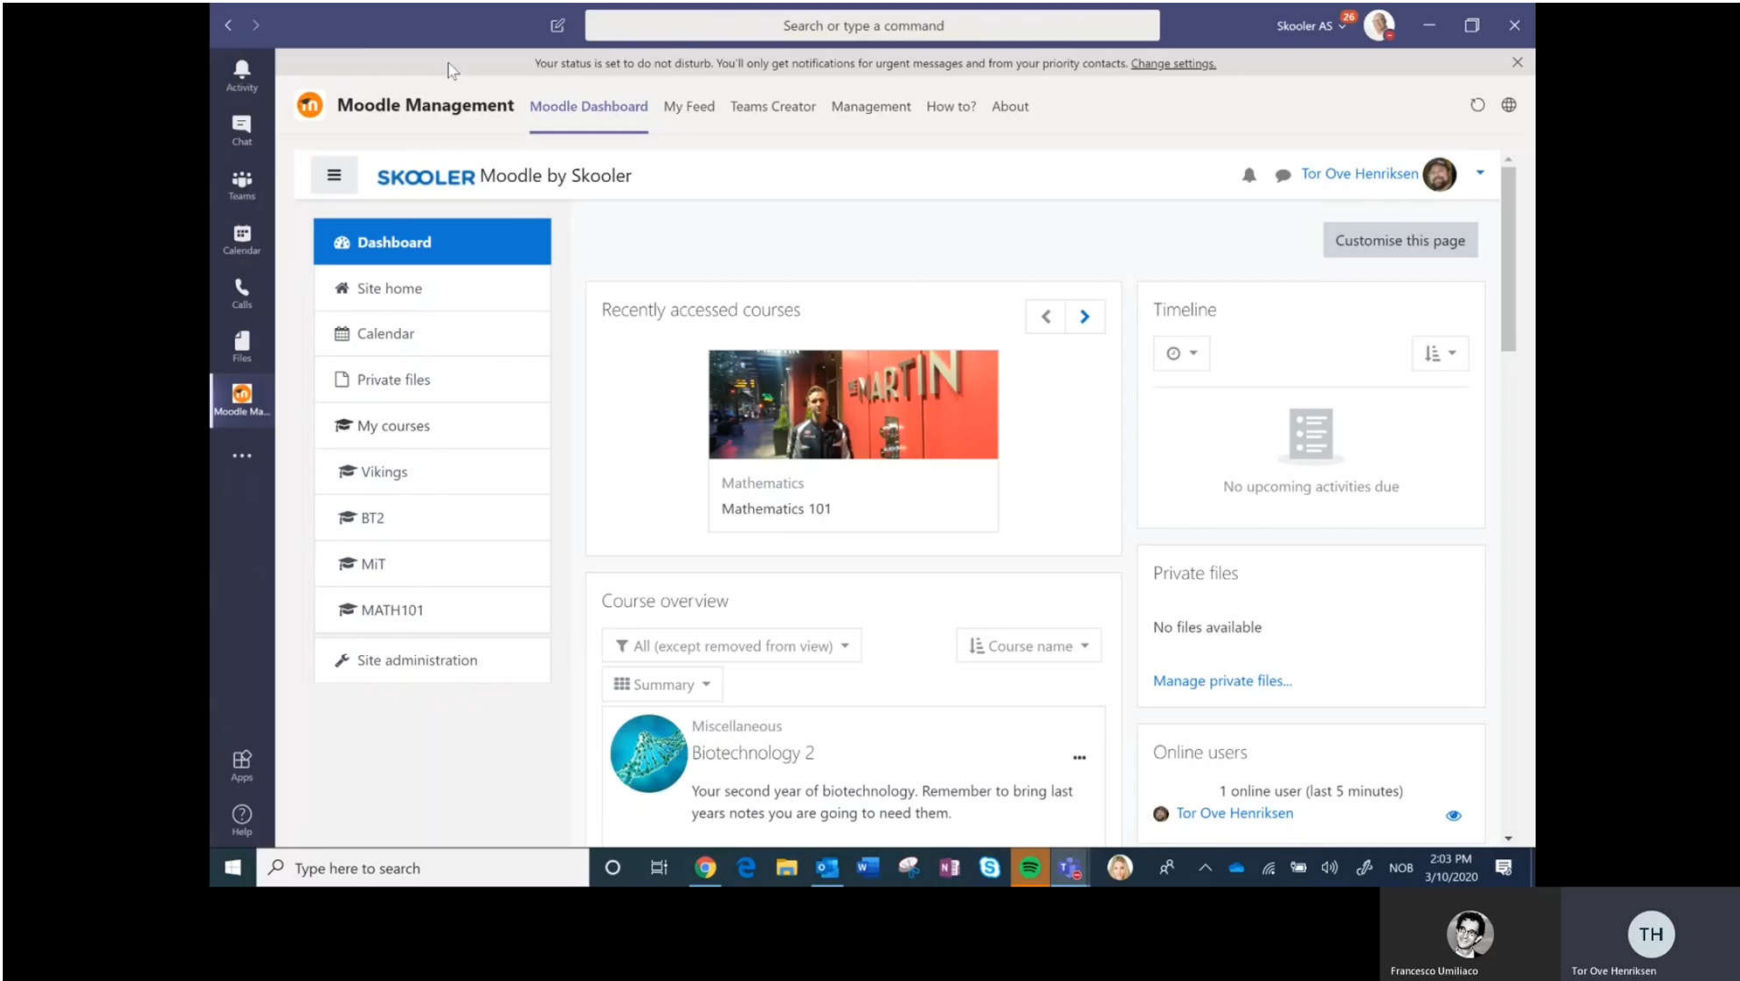 Search or type a command
Skooler AS
26
Your status is set to do not disturb. You'll only get notifications for urgent messages and from your priority contacts. Change settings.
Activity
Chat
Teams
Calendar
Calls
Files
Moodle Ma...
Apps
Help
Moodle Management
Moodle Dashboard
My Feed
Teams Creator
Management
How to?
About
SKOOLER Moodle by Skooler
Tor Ove Henriksen
Dashboard
Site home
Calendar
Private files
My courses
Vikings
BT2
MiT
MATH101
Site administration
Customise this page
Recently accessed courses
MARTIN
Mathematics
Mathematics 101
Timeline
No upcoming activities due
Course overview
All (except removed from view)
Course name
Summary
Miscellaneous
Biotechnology 2
Your second year of biotechnology. Remember to bring last
years notes you are going to need them.
Private files
No files available
Manage private files...
Online users
1 online user (last 5 minutes)
Tor Ove Henriksen
Type here to search
NOB
2:03 PM
3/10/2020
TH
Francesco Umiliaco
Tor Ove Henriksen